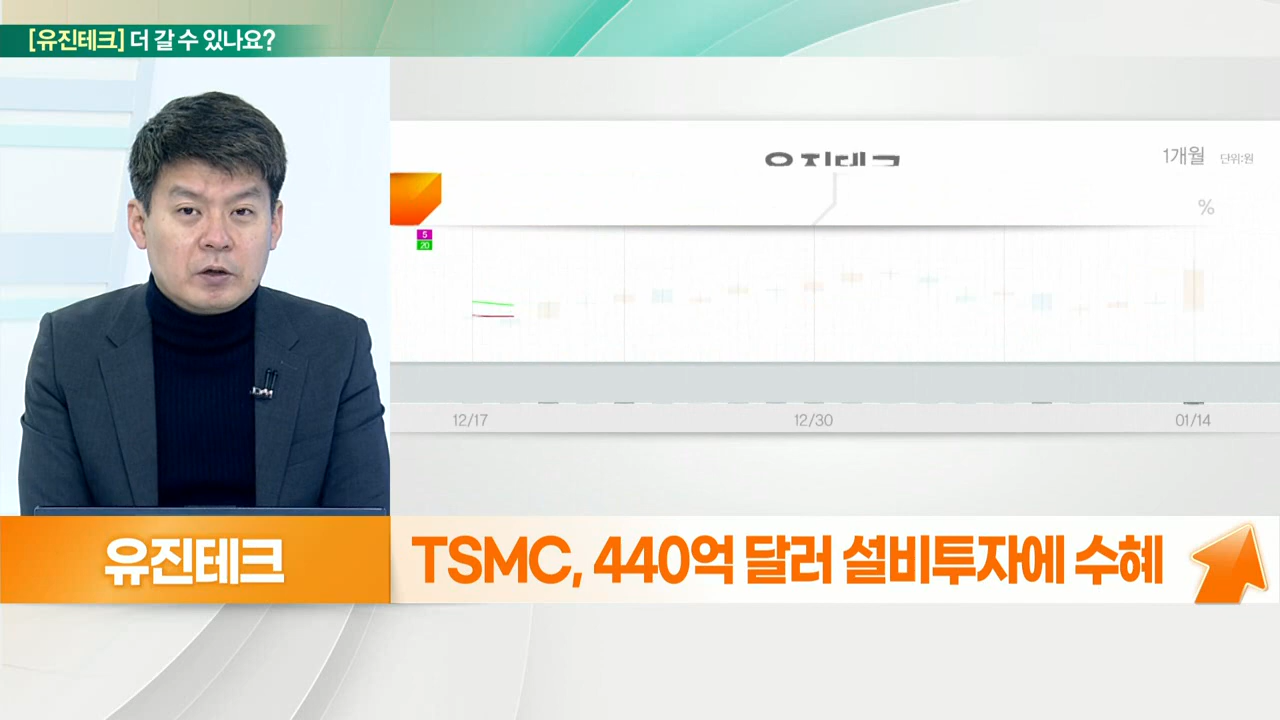 [유진테크] 더 갈 수 있나요?
1개월 단위:원
%
5
20
12/17 12/30 01/14
유진테크
TSMC, 440억 달러 설비투자에 수혜